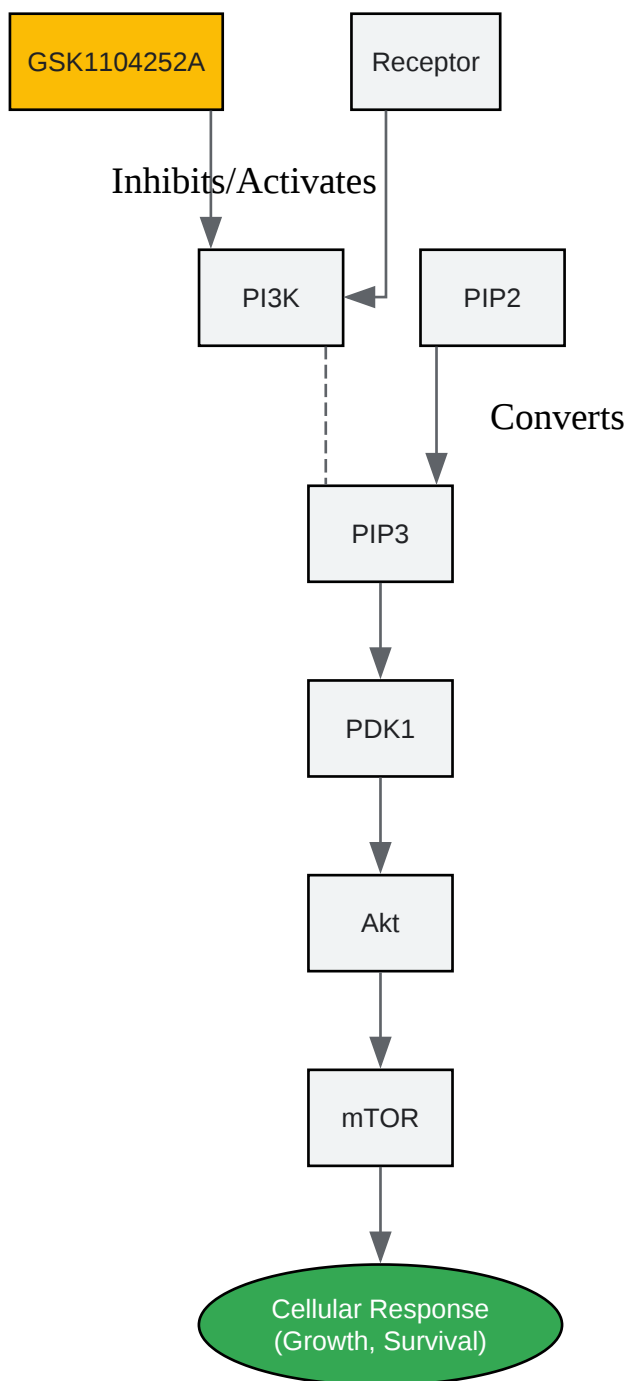 GSK1104252A
Receptor
Inhibits/Activates
PI3K
PIP2
Converts
PIP3
PDK1
Akt
mTOR
Cellular Response
(Growth, Survival)